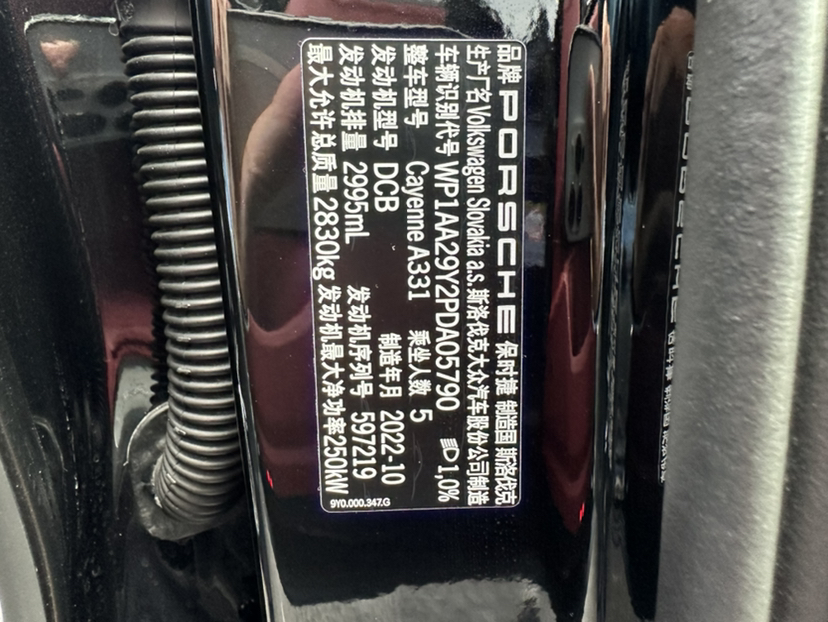 品牌 PORSCHE 保时捷 制造国 斯洛伐克
生产厂名 Volkswagen Slovakia a.s.斯洛伐克大众汽车股份公司制造
车辆识别代号 WP1AA29Y2PDA05790 1,0%
整车型号 Cayenne A331 乘坐人数 5
发动机型号 DCB 制造年月 2022-10
发动机排量 2995mL 发动机序列号 597219
最大允许总质量 2830kg 发动机最大净功率250KW
9Y0.000.347.G